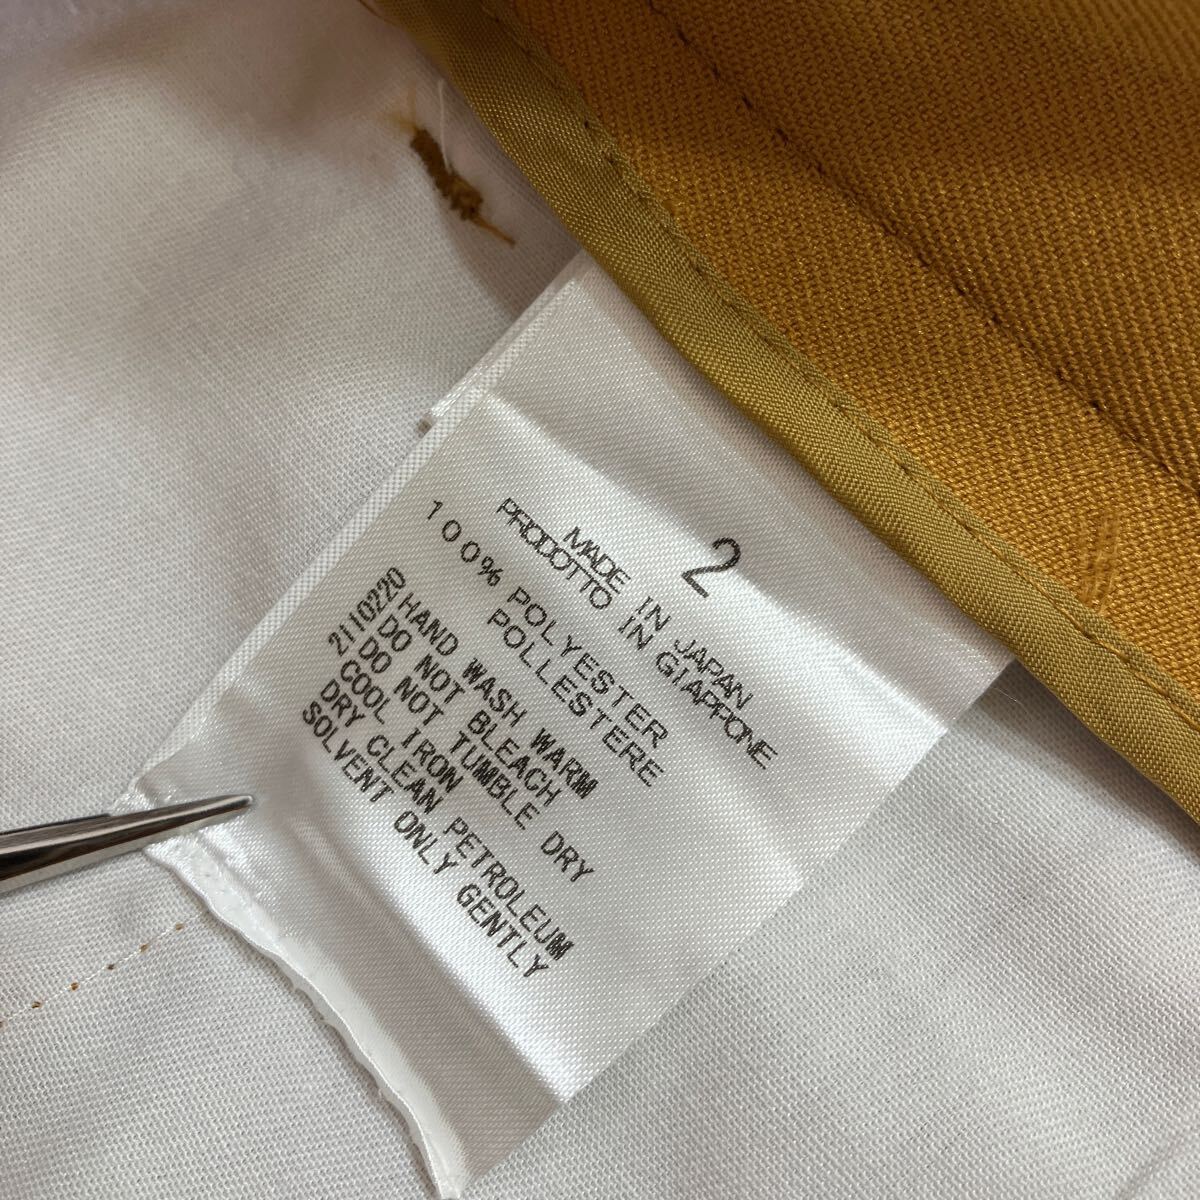 2
MADE IN JAPAN
PRODOTTO IN GIAPPONE
100% POLYESTER
POLLESTERE
HAND WASH WARM
DO NOT BLEACH
DO NOT TUMBLE DRY
COOL IRON
DRY CLEAN PETROLEUM
SOLVENT ONLY GENTLY
2110220